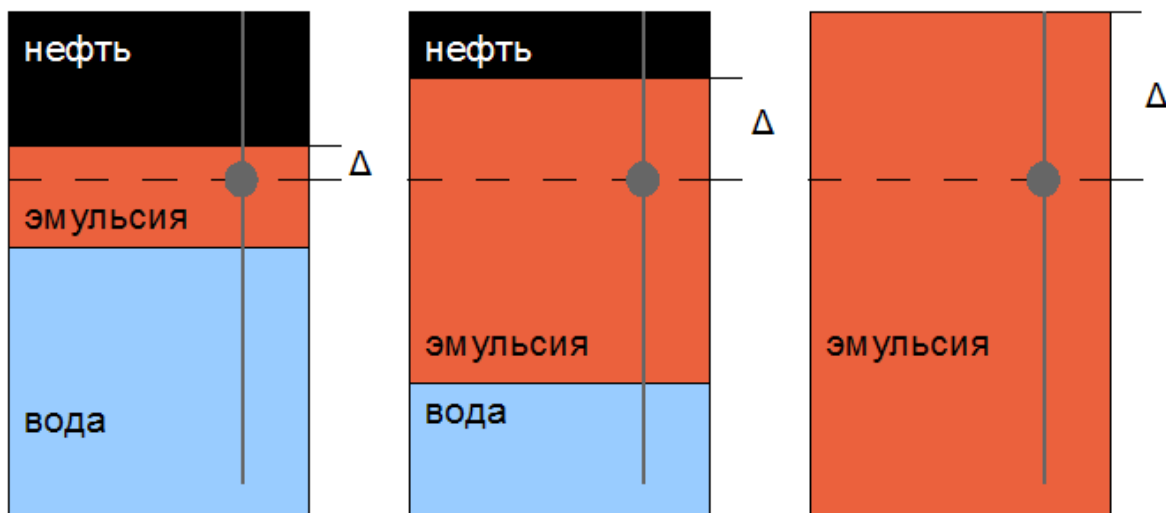 нефть
Δ
эмульсия
вода
нефть
Δ
эмульсия
вода
Δ
эмульсия